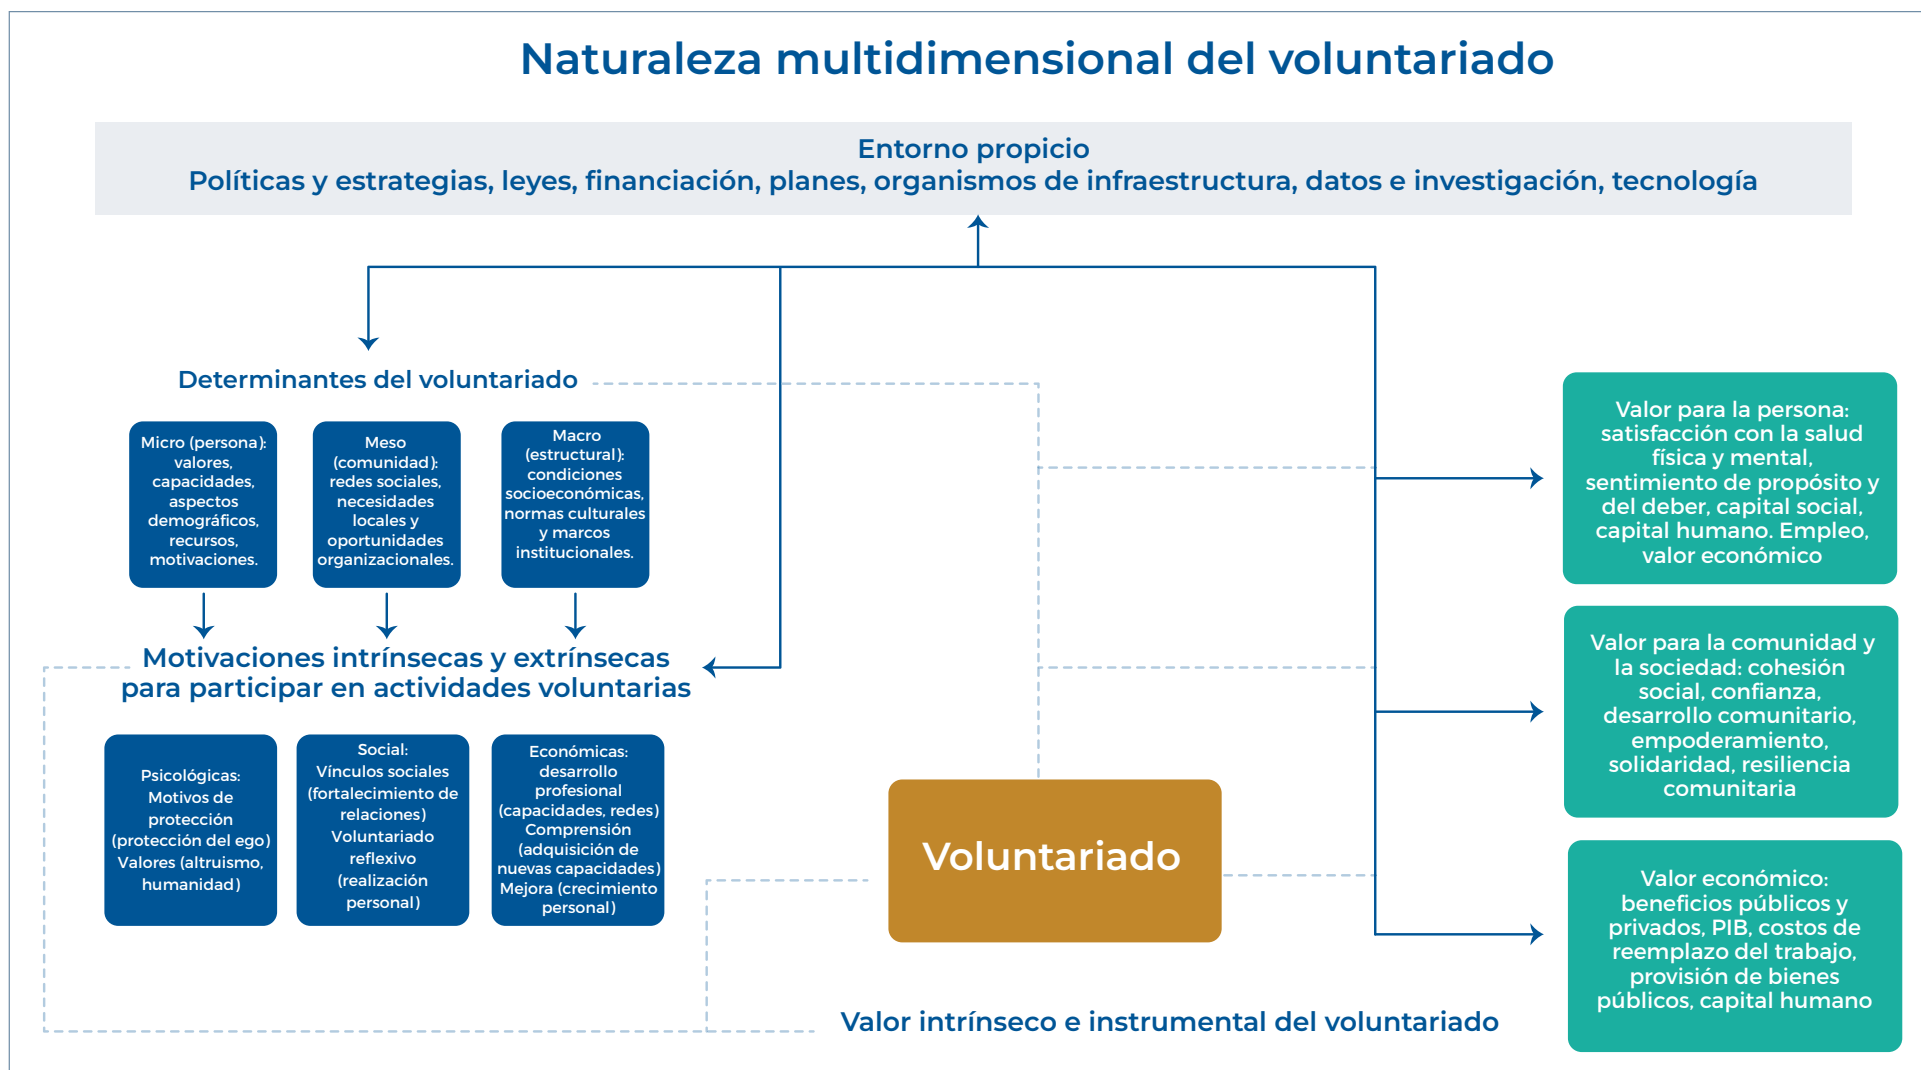 Naturaleza multidimensional del voluntariado
Entorno propicio
Políticas y estrategias, leyes, financiación, planes, organismos de infraestructura, datos e investigación, tecnología
Determinantes del voluntariado
Micro (persona):
valores,
capacidades,
aspectos
demográficos,
recursos,
motivaciones.
Meso
(comunidad):
redes sociales,
necesidades
locales y
oportunidades
organizacionales.
Macro
(estructural):
condiciones
socioeconómicas,
normas culturales
y marcos
institucionales.
Motivaciones intrínsecas y extrínsecas
para participar en actividades voluntarias
Psicológicas:
Motivos de
protección
(protección del ego)
Valores (altruismo,
humanidad)
Social:
Vínculos sociales
(fortalecimiento de
relaciones)
Voluntariado
reflexivo
(realización
personal)
Económicas:
desarrollo
profesional
(capacidades, redes)
Comprensión
(adquisición de
nuevas capacidades)
Mejora (crecimiento
personal)
Voluntariado
Valor intrínseco e instrumental del voluntariado
Valor para la persona:
satisfacción con la salud
física y mental,
sentimiento de propósito y
del deber, capital social,
capital humano. Empleo,
valor económico
Valor para la comunidad y
la sociedad: cohesión
social, confianza,
desarrollo comunitario,
empoderamiento,
solidaridad, resiliencia
comunitaria
Valor económico:
beneficios públicos y
privados, PIB, costos de
reemplazo del trabajo,
provisión de bienes
públicos, capital humano